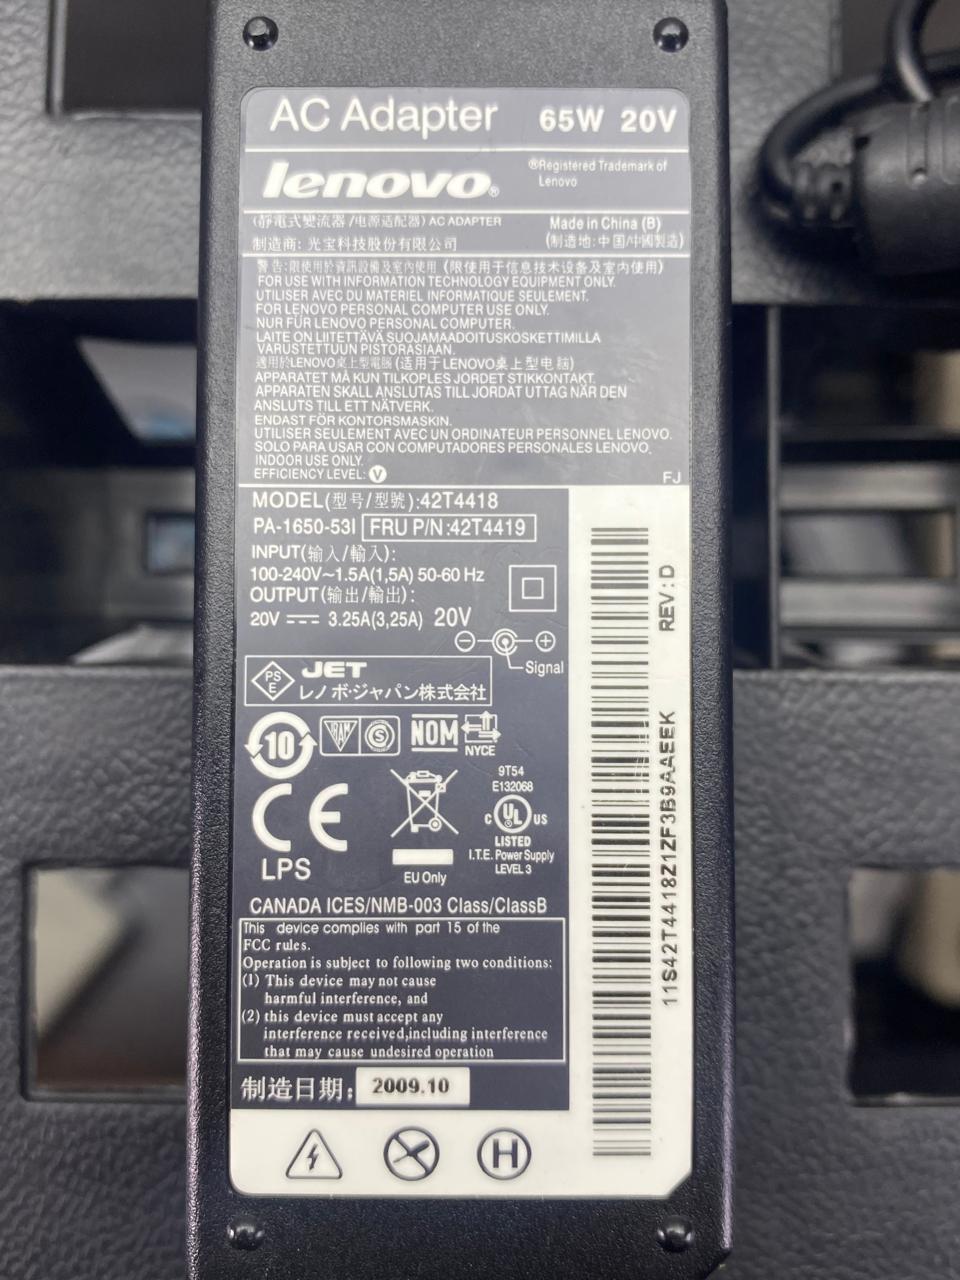 AC Adapter 65W 20V
lenovo® ®Registered Trademark of
Lenovo
(靜電式變流器/电源适配器) AC ADAPTER Made in China (B)
制造商: 光宝科技股份有限公司 (制造地: 中国/中國製造)
警告:限使用於資訊設備及室內使用 (限使用于信息技术设备及室内使用)
FOR USE WITH INFORMATION TECHNOLOGY EQUIPMENT ONLY.
UTILISER AVEC DU MATERIEL INFORMATIQUE SEULEMENT.
FOR LENOVO PERSONAL COMPUTER USE ONLY.
NUR FÜR LENOVO PERSONAL COMPUTER.
LAITE ON LIITETTÄVÄ SUOJAMAADOITUSKOSKETTIMILLA
VARUSTETTUUN PISTORASIAAN.
適用於LENOVO桌上型電腦 (适用于LENOVO桌上型电脑)
APPARATET MÅ KUN TILKOPLES JORDET STIKKONTAKT.
APPARATEN SKALL ANSLUTAS TILL JORDAT UTTAG NÄR DEN
ANSLUTS TILL ETT NÄTVERK.
ENDAST FÖR KONTORSMASKIN.
UTILISER SEULEMENT AVEC UN ORDINATEUR PERSONNEL LENOVO.
SOLO PARA USAR CON COMPUTADORES PERSONALES LENOVO.
INDOOR USE ONLY.
EFFICIENCY LEVEL: V FJ
MODEL(型号/型號):42T4418
PA-1650-53I FRU P/N:42T4419
INPUT(输入/輸入):
100-240V~1.5A(1,5A) 50-60 Hz
OUTPUT(输出/輸出):
20V 3.25A(3,25A) 20V
Signal
PS
E
JET
レノボ・ジャパン株式会社
10 RAM S NOM
NYCE
CE
LPS
EU Only
9T54
E132068
C UL US
LISTED
I.T.E. Power Supply
LEVEL 3
CANADA ICES/NMB-003 Class/ClassB
This device complies with part 15 of the
FCC rules.
Operation is subject to following two conditions:
(1) This device may not cause
harmful interference, and
(2) this device must accept any
interference received,including interference
that may cause undesired operation
制造日期: 2009.10
H
REV: D
11S42T4418Z1ZF3B9AAEEK